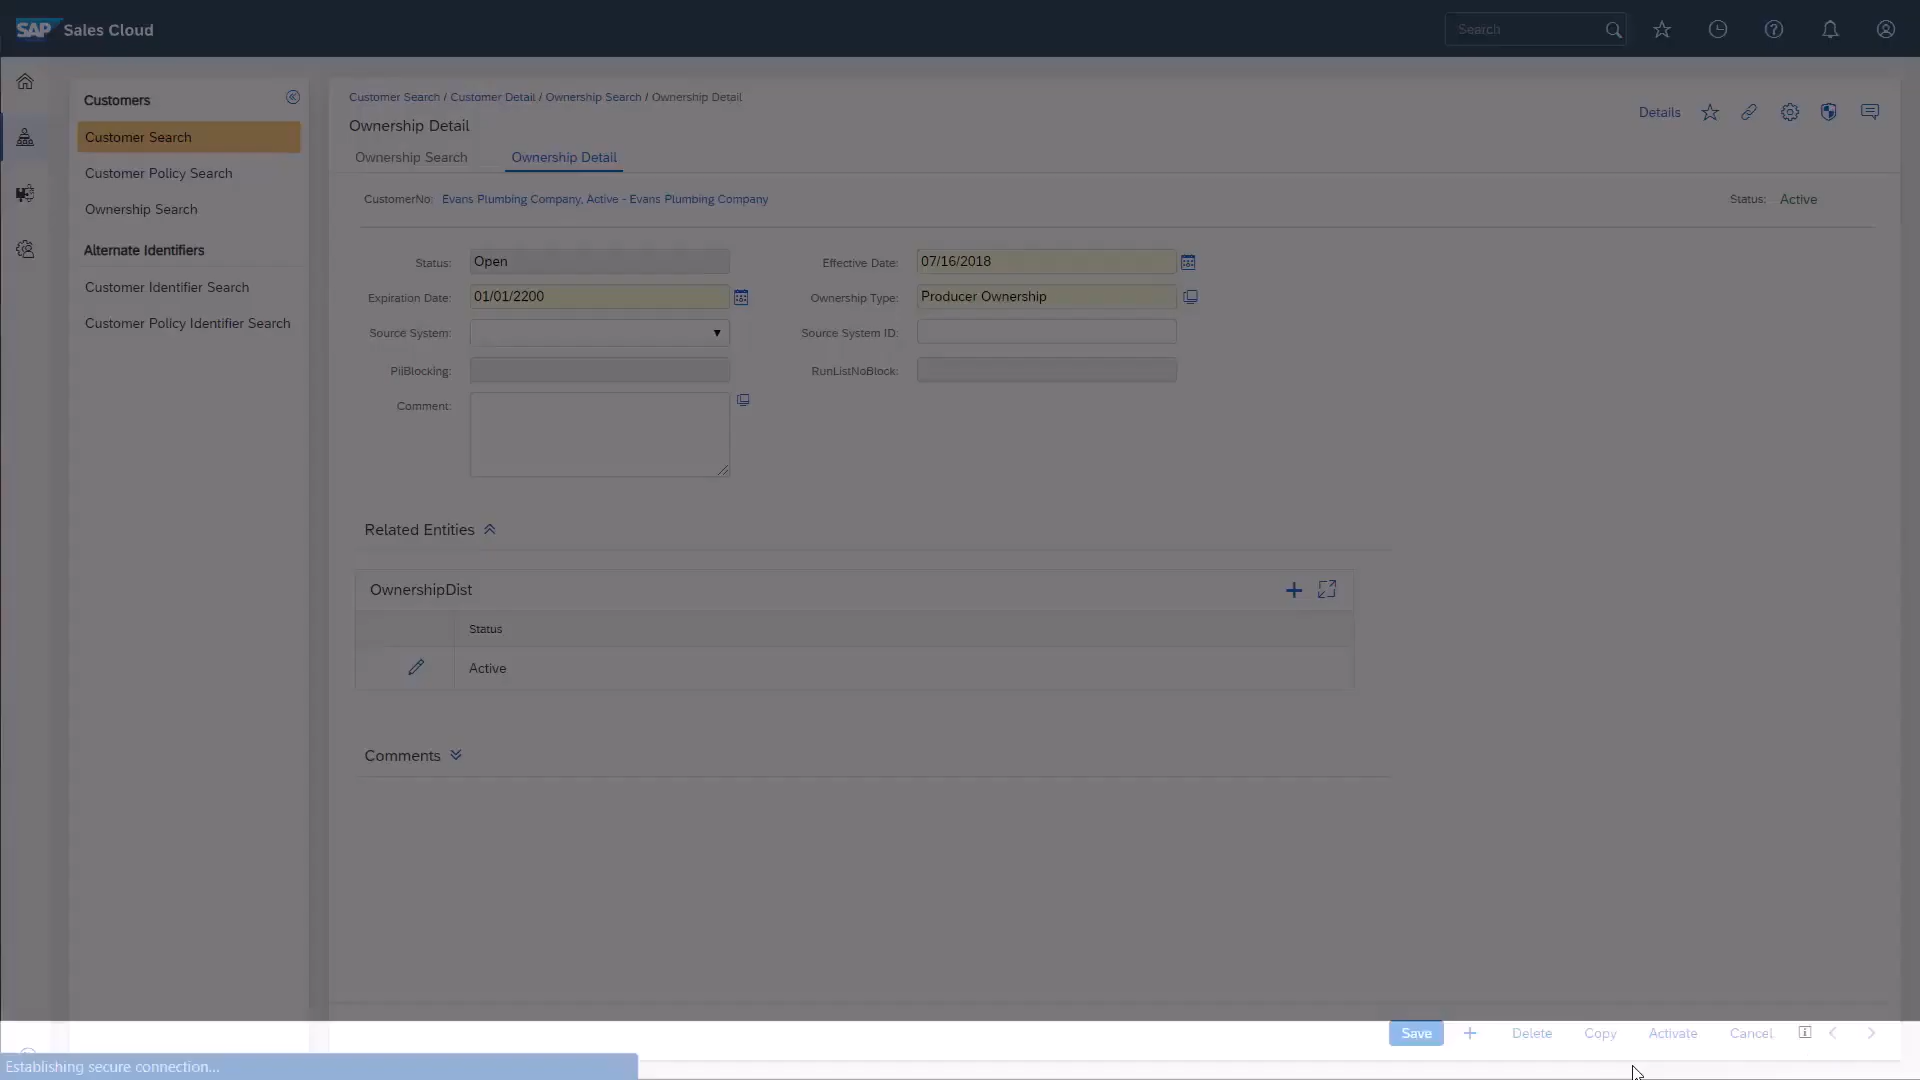 SAP Sales Cloud
Search
Customers
Customer Search
Customer Policy Search
Ownership Search
Alternate Identifiers
Customer Identifier Search
Customer Policy Identifier Search
Customer Search / Customer Detail / Ownership Search / Ownership Detail
Details
Ownership Detail
Ownership Search
Ownership Detail
CustomerNo: Evans Plumbing Company, Active - Evans Plumbing Company
Status: Active
Status: Open
Effective Date: 07/16/2018
Expiration Date: 01/01/2200
Ownership Type: Producer Ownership
Source System:
Source System ID:
PiiBlocking:
RunListNoBlock:
Comment:
Related Entities
OwnershipDist
Status
Active
Comments
Save
Delete
Copy
Activate
Cancel
Establishing secure connection...